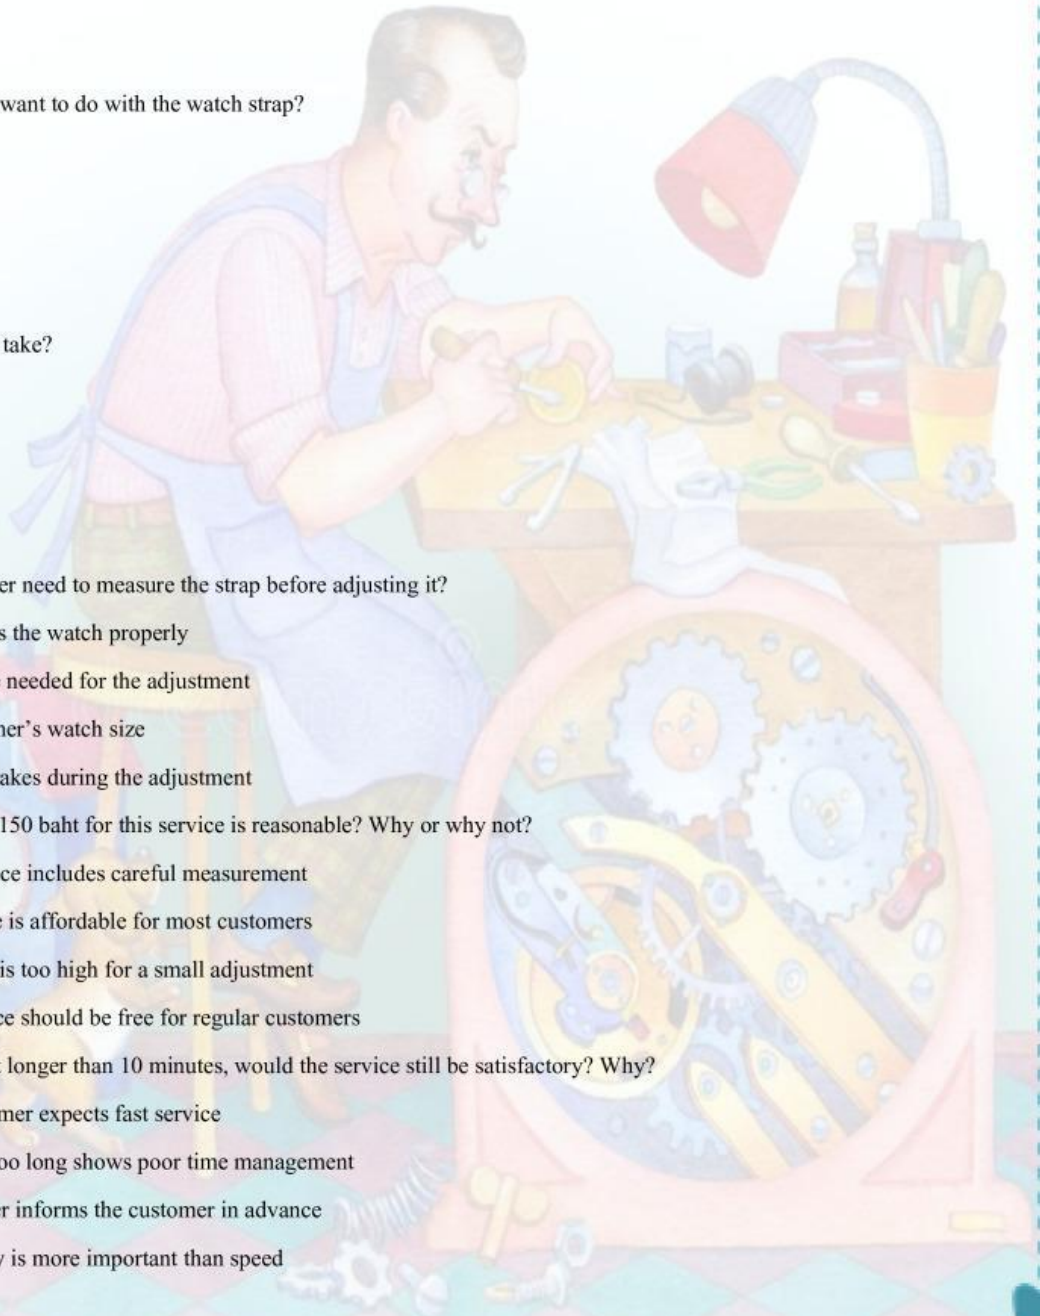 want to do with the watch strap?
take?
er need to measure the strap before adjusting it?
s the watch properly
needed for the adjustment
ner's watch size
akes during the adjustment
150 baht for this service is reasonable? Why or why not?
ce includes careful measurement
is affordable for most customers
is too high for a small adjustment
ce should be free for regular customers
longer than 10 minutes, would the service still be satisfactory? Why?
mer expects fast service
oo long shows poor time management
r informs the customer in advance
y is more important than speed